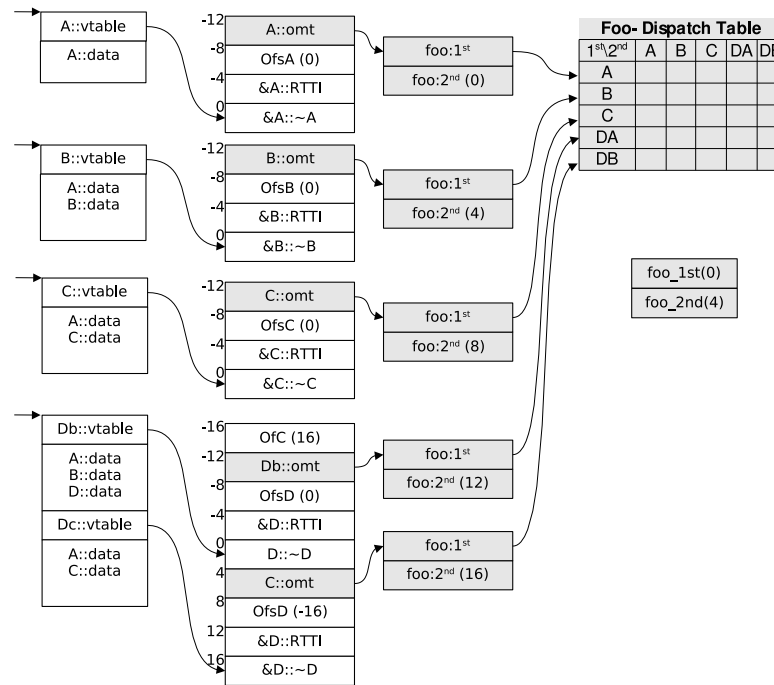 A::vtable
A::data
-12
A::omt
-8
OfsA (0)
-4
&A::RTTI
0
&A::~A
foo:1st
foo:2nd (0)
Foo- Dispatch Table
1st\2nd A B C DA DB
A
B
C
DA
DB
B::vtable
A::data
B::data
-12
B::omt
-8
OfsB (0)
-4
&B::RTTI
0
&B::~B
foo:1st
foo:2nd (4)
foo_1st(0)
foo_2nd(4)
C::vtable
A::data
C::data
-12
C::omt
-8
OfsC (0)
-4
&C::RTTI
0
&C::~C
foo:1st
foo:2nd (8)
Db::vtable
A::data
B::data
D::data
Dc::vtable
A::data
C::data
-16
OfC (16)
-12
Db::omt
-8
OfsD (0)
-4
&D::RTTI
0
D::~D
4
C::omt
8
OfsD (-16)
12
&D::RTTI
16
&D::~D
foo:1st
foo:2nd (12)
foo:1st
foo:2nd (16)